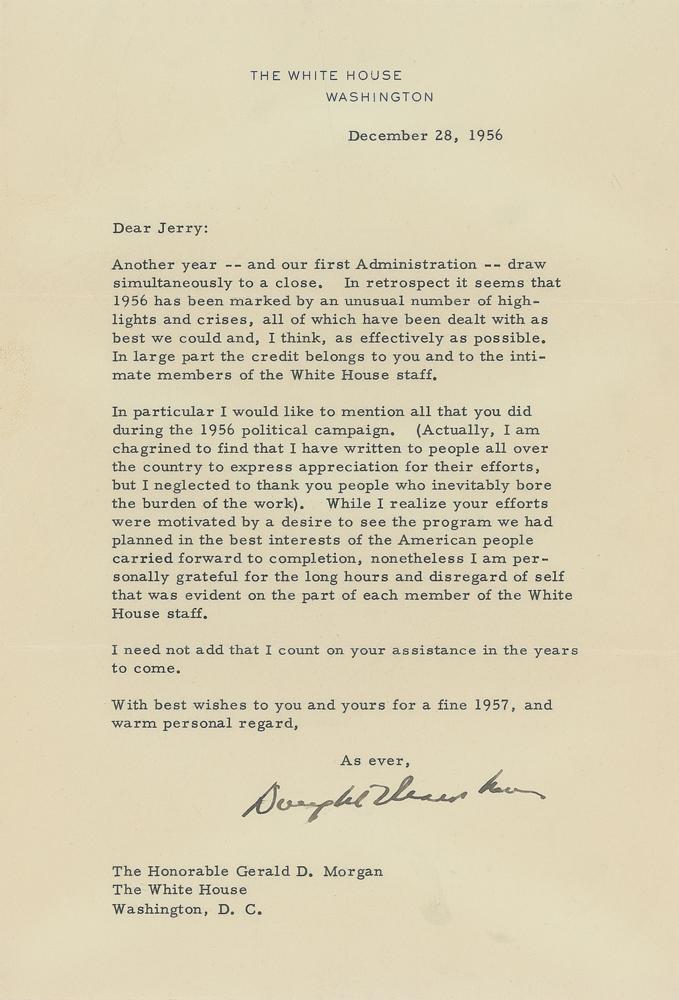 THE WHITE HOUSE
WASHINGTON
December 28, 1956
Dear Jerry:
Another year -- and our first Administration -- draw
simultaneously to a close. In retrospect it seems that
1956 has been marked by an unusual number of high-
lights and crises, all of which have been dealt with as
best we could and, I think, as effectively as possible.
In large part the credit belongs to you and to the inti-
mate members of the White House staff.
In particular I would like to mention all that you did
during the 1956 political campaign. (Actually, I am
chagrined to find that I have written to people all over
the country to express appreciation for their efforts,
but I neglected to thank you people who inevitably bore
the burden of the work). While I realize your efforts
were motivated by a desire to see the program we had
planned in the best interests of the American people
carried forward to completion, nonetheless I am per-
sonally grateful for the long hours and disregard of self
that was evident on the part of each member of the White
House staff.
I need not add that I count on your assistance in the years
to come.
With best wishes to you and yours for a fine 1957, and
warm personal regard,
As ever,
Dwight Eisenhower
The Honorable Gerald D. Morgan
The White House
Washington, D. C.